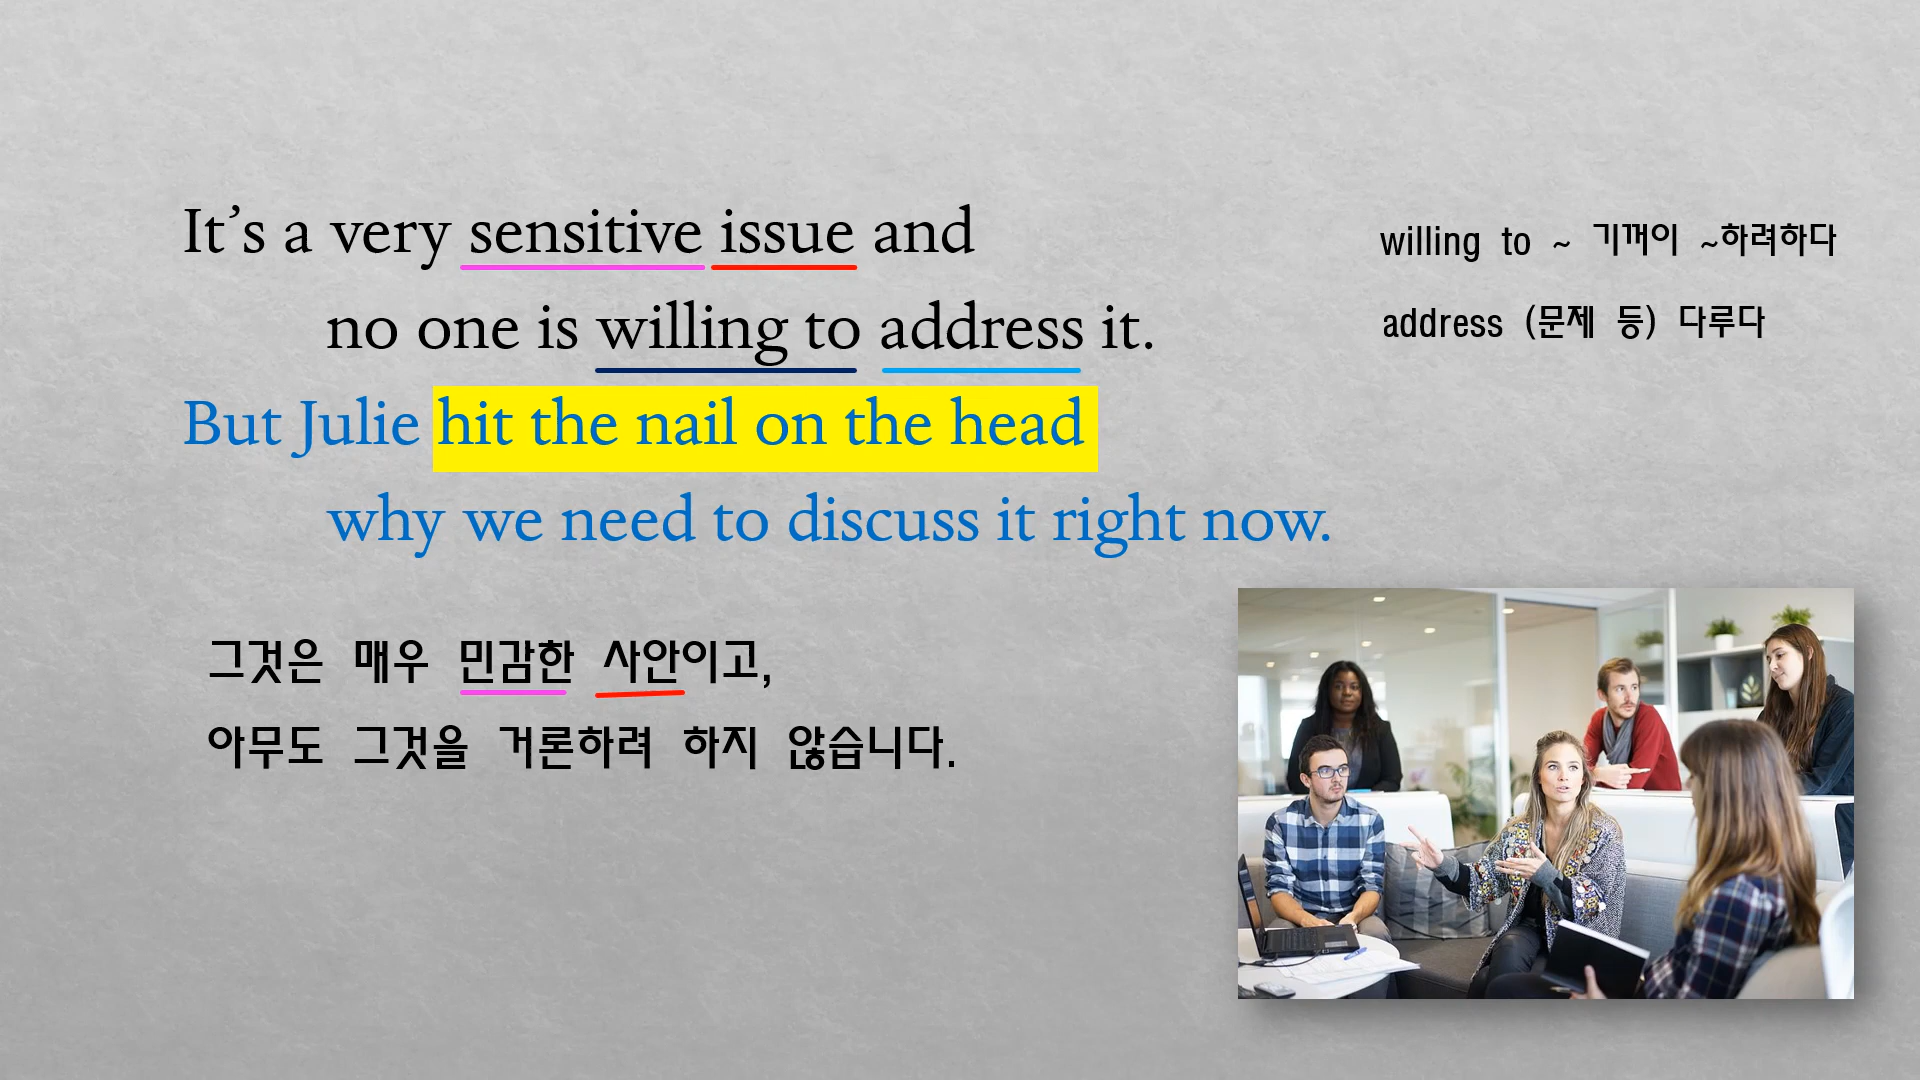 It’s a very sensitive issue and
no one is willing to address it.
But Julie hit the nail on the head
why we need to discuss it right now.
willing to ~ 기꺼이 ~하려하다
address (문제 등) 다루다
그것은 매우 민감한 사안이고,
아무도 그것을 거론하려 하지 않습니다.